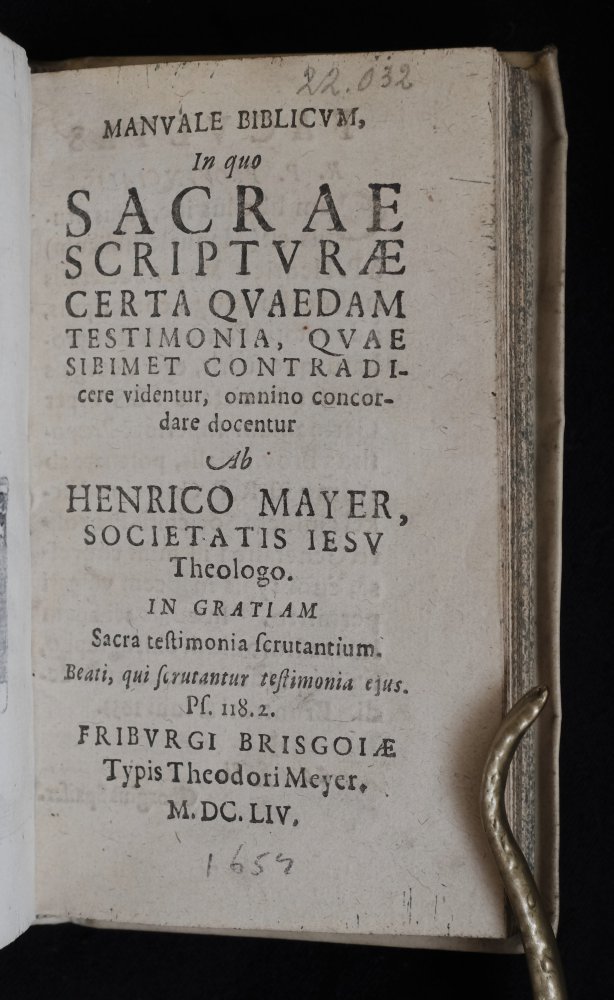 22.032
MANVALE BIBLICVM,
In quo
SACRAE
SCRIPTVRÆ
CERTA QVAEDAM
TESTIMONIA, QVAE
SIBIMET CONTRADI-
cere videntur, omnino concor-
dare docentur
Ab
HENRICO MAYER,
SOCIETATIS IESV
Theologo.
IN GRATIAM
Sacra teſtimonia ſcrutantium.
Beati, qui ſcrutantur teſtimonia ejus.
Pſ. 118. 2.
FRIBVRGI BRISGOIÆ
Typis Theodori Meyer.
M. DC. LIV.
1654